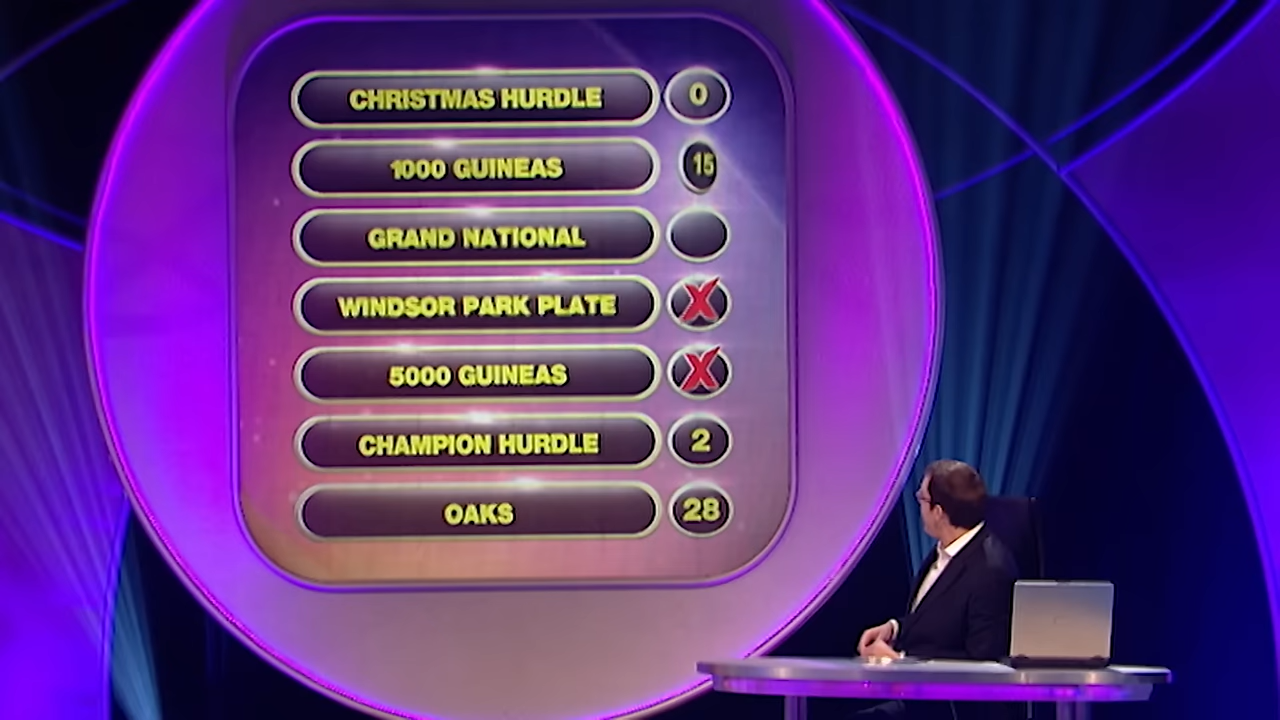 CHRISTMAS HURDLE 0
1000 GUINEAS 15
GRAND NATIONAL
WINDSOR PARK PLATE X
5000 GUINEAS X
CHAMPION HURDLE 2
OAKS 28